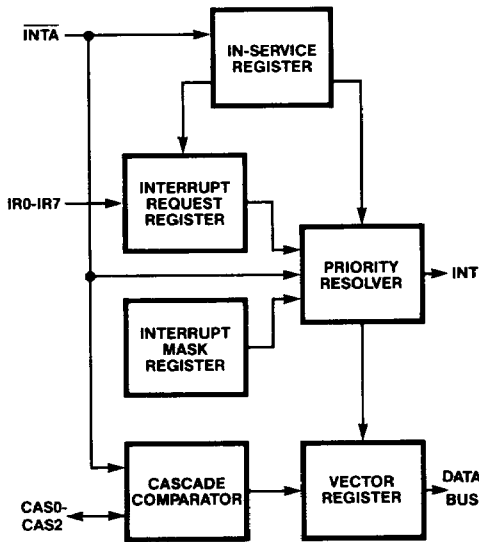 INTA
IN-SERVICE
REGISTER
IR0-IR7
INTERRUPT
REQUEST
REGISTER
PRIORITY
RESOLVER
INT
INTERRUPT
MASK
REGISTER
CAS0-
CAS2
CASCADE
COMPARATOR
VECTOR
REGISTER
DATA
BUS